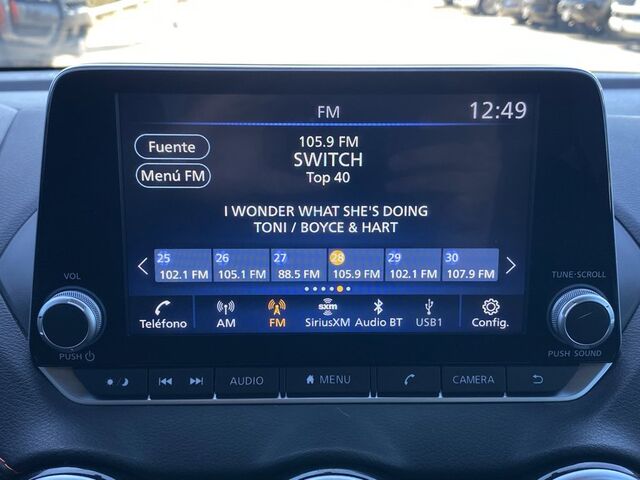 FM
12:49
Fuente
Menú FM
105.9 FM
SWITCH
Top 40
I WONDER WHAT SHE'S DOING
TONI / BOYCE & HART
25 26 27 28 29 30
102.1 FM 105.1 FM 88.5 FM 105.9 FM 102.1 FM 107.9 FM
sxm
Teléfono AM FM SiriusXM Audio BT USB1 Config.
VOL
PUSH
TUNE·SCROLL
PUSH SOUND
AUDIO MENU CAMERA